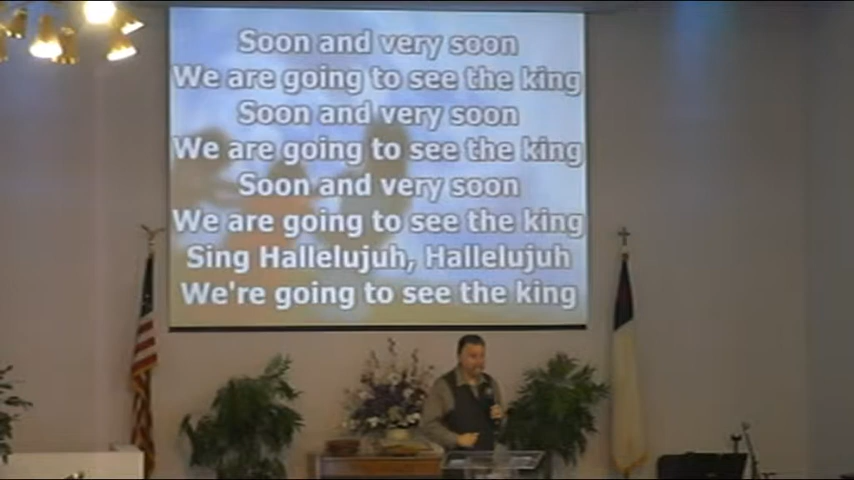 Soon and very soon
We are going to see the king
Soon and very soon
We are going to see the king
Soon and very soon
We are going to see the king
Sing Hallelujuh, Hallelujuh
We're going to see the king